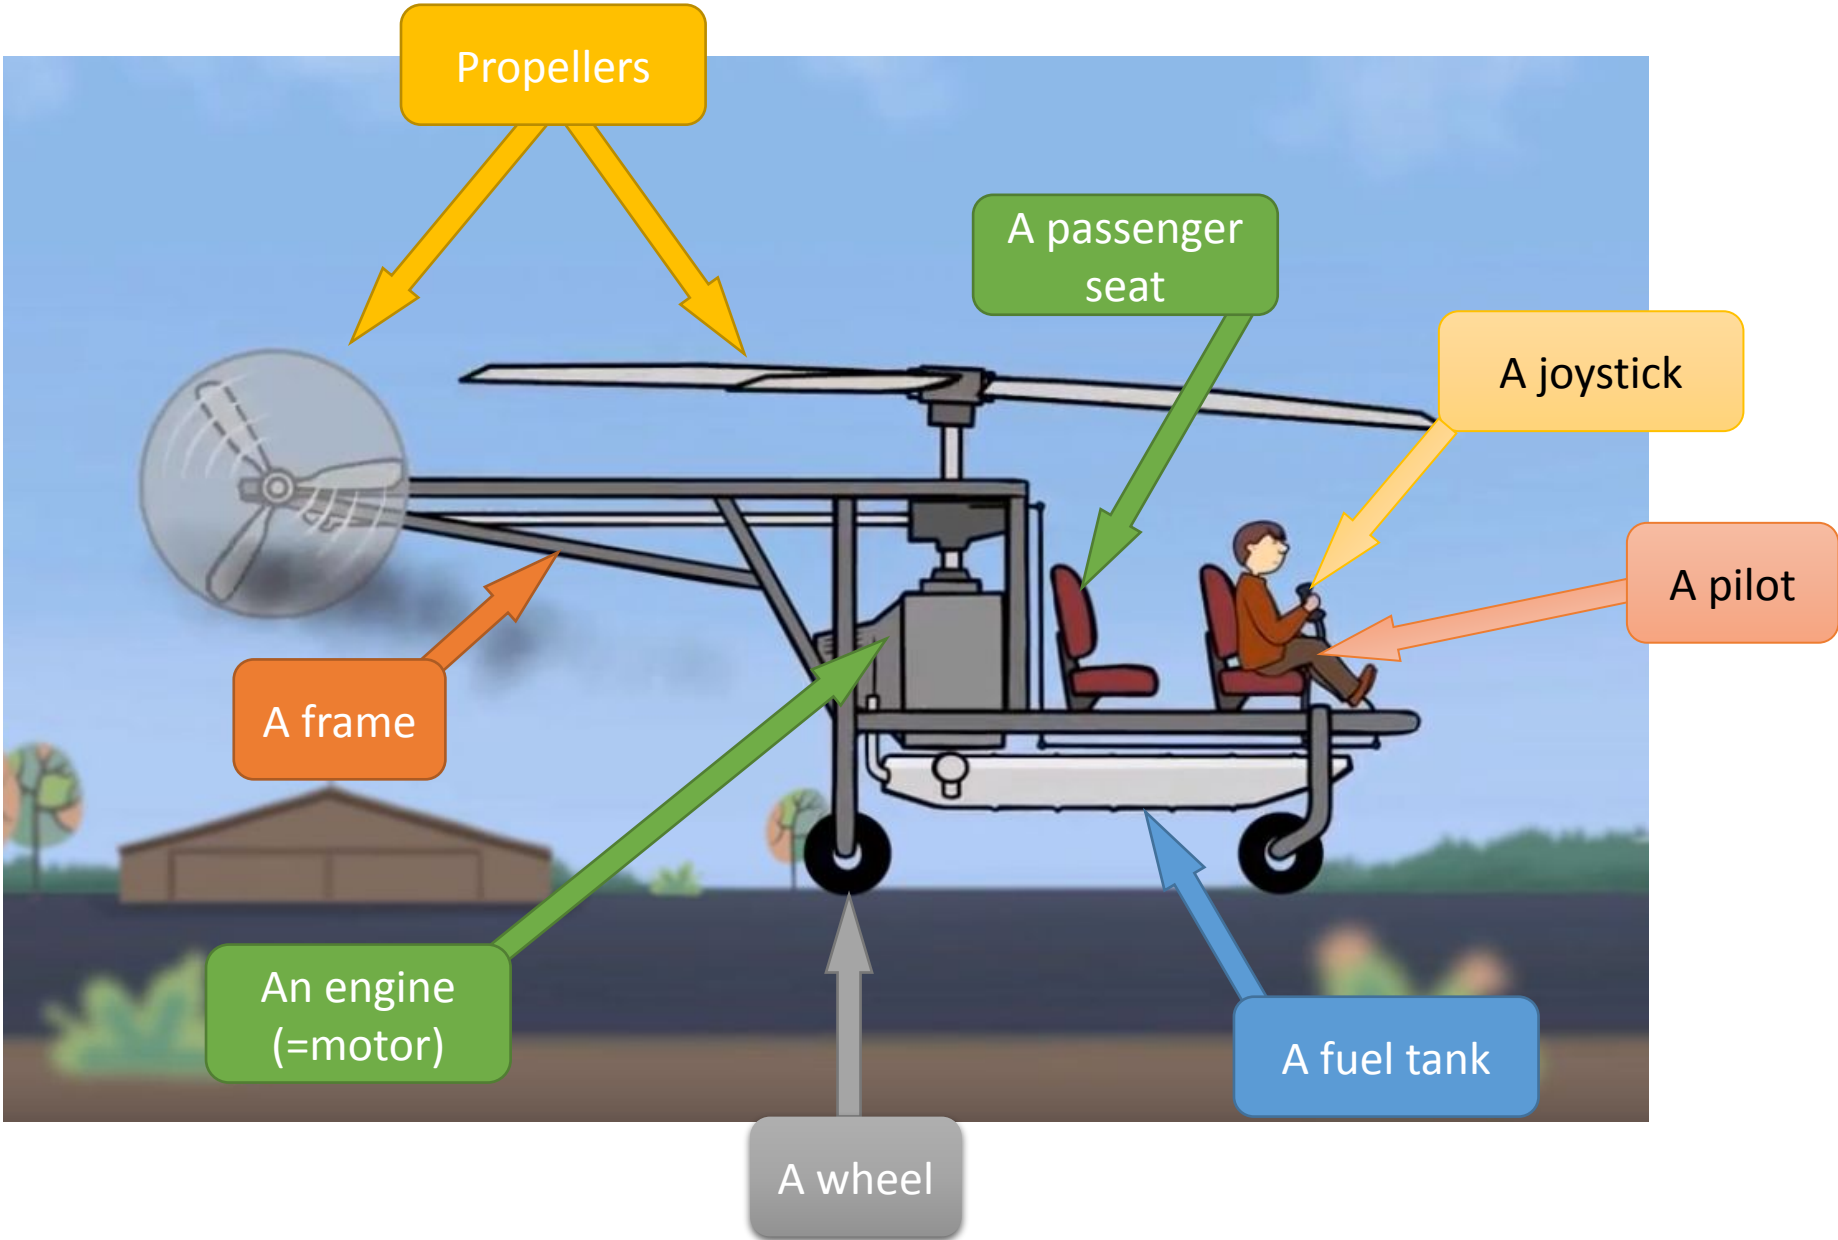 Propellers
A passenger
seat
A joystick
A pilot
A frame
An engine
(=motor)
A fuel tank
A wheel